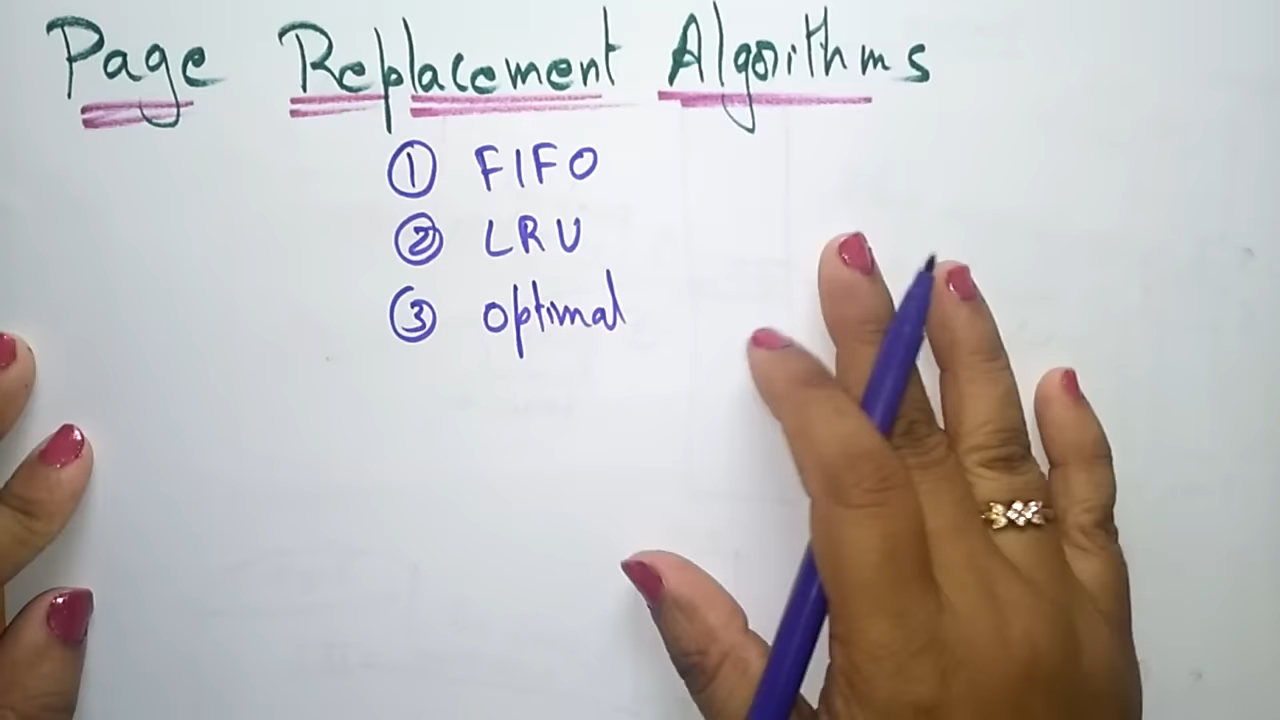 Page Replacement Algorithms
① FIFO
② LRU
③ optimal